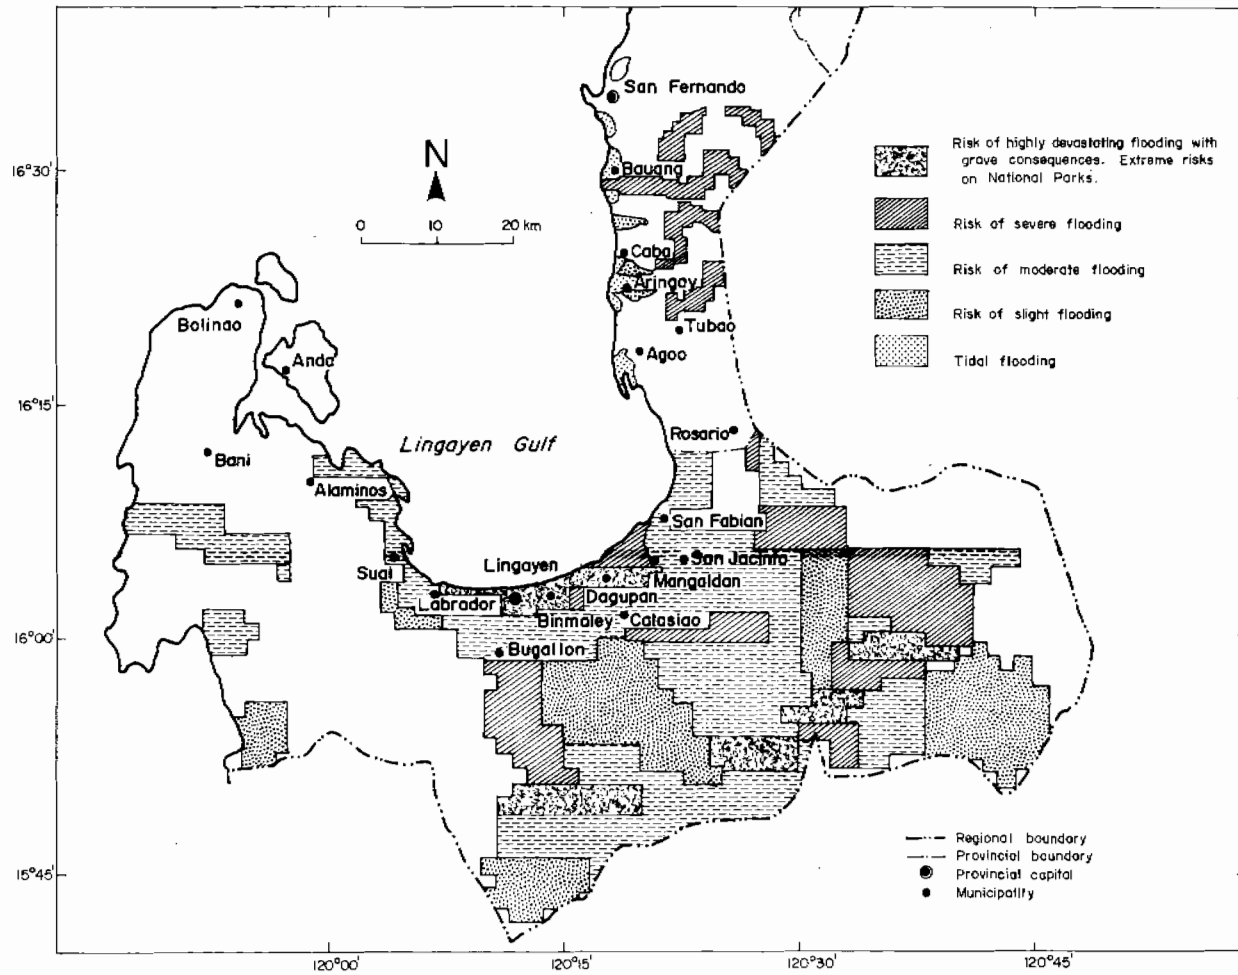 San Fernando
N
0 10 20 km
Bauang
Caba
Aringay
Tubao
Agoo
Rosario
Bolinao
Anda
Bani
Alaminos
Lingayen Gulf
Sual
Lingayen
San Fabian
San Jacinto
Mangaldan
Labrador
Dagupan
Binmaley
Calasiao
Bugallon
Risk of highly devastating flooding with
grave consequences. Extreme risks
on National Parks.
Risk of severe flooding
Risk of moderate flooding
Risk of slight flooding
Tidal flooding
Regional boundary
Provincial boundary
Provincial capital
Municipality
16°30'
16°15'
16°00'
15°45'
120°00'
120°15'
120°30'
120°45'